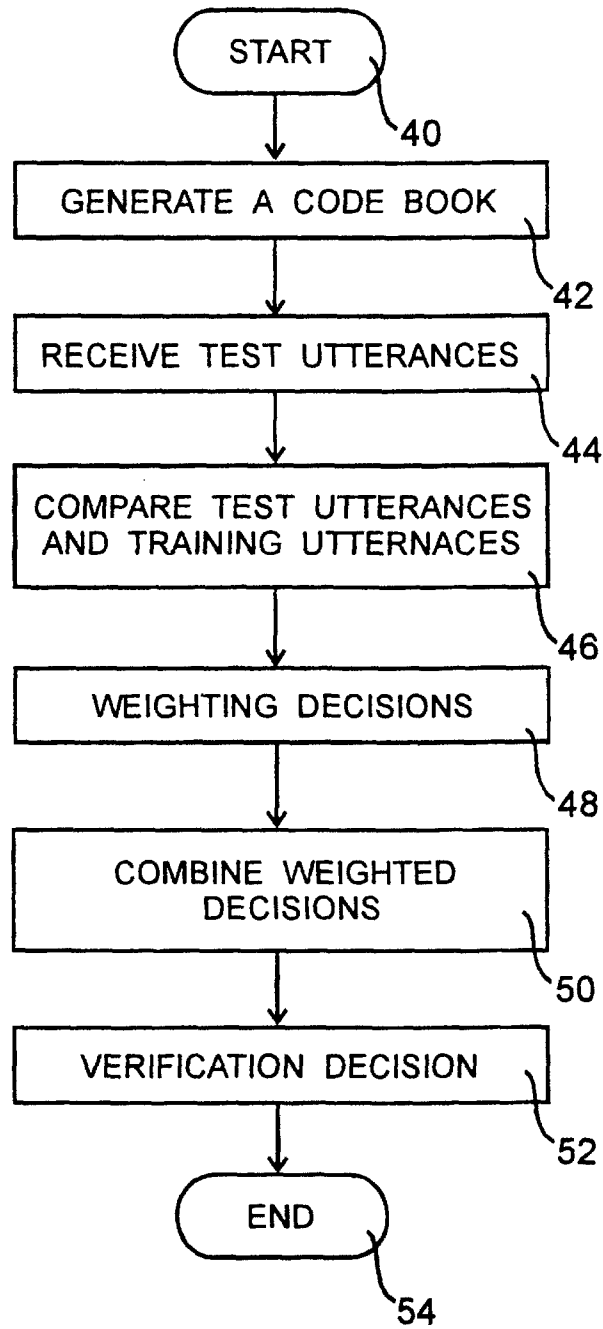 START
40
GENERATE A CODE BOOK
42
RECEIVE TEST UTTERANCES
44
COMPARE TEST UTTERANCES
AND TRAINING UTTERNACES
46
WEIGHTING DECISIONS
48
COMBINE WEIGHTED
DECISIONS
50
VERIFICATION DECISION
52
END
54